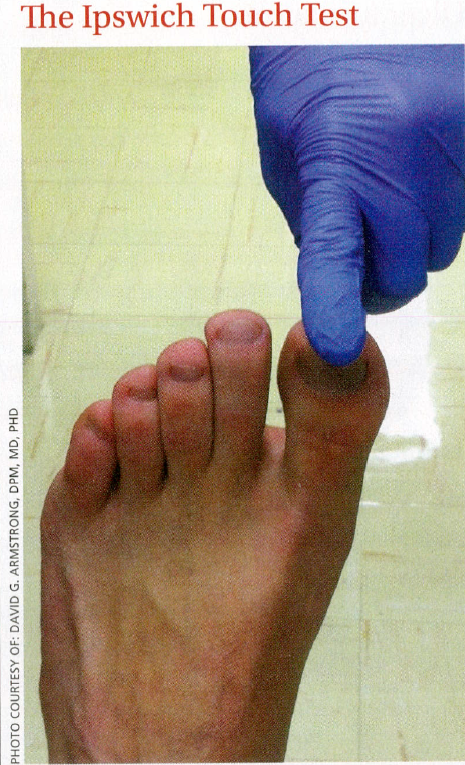 The Ipswich Touch Test
PHOTO COURTESY OF: DAVID G. ARMSTRONG, DPM, MD, PHD